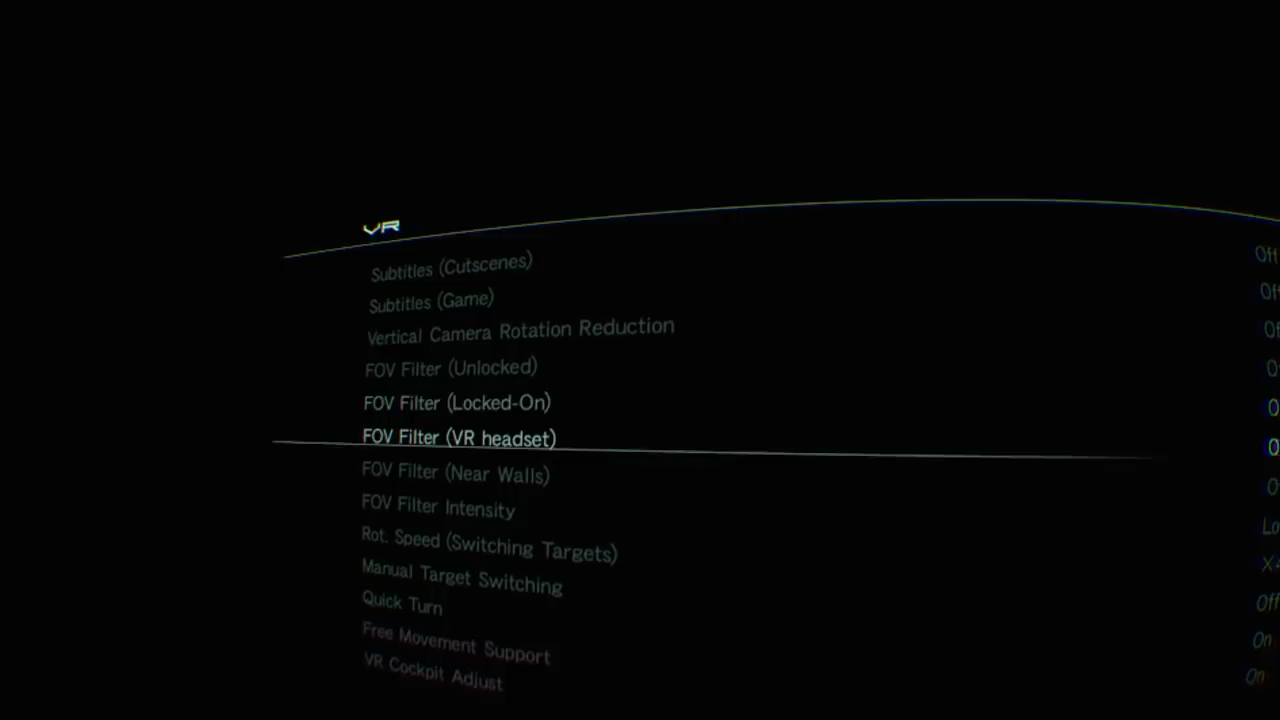 VR
Subtitles (Cutscenes)
Subtitles (Game)
Vertical Camera Rotation Reduction
FOV Filter (Unlocked)
FOV Filter (Locked-On)
FOV Filter (VR headset)
FOV Filter (Near Walls)
FOV Filter Intensity
Rot. Speed (Switching Targets)
Manual Target Switching
Off
Quick Turn
On
Free Movement Support
On
VR Cockpit Adjust